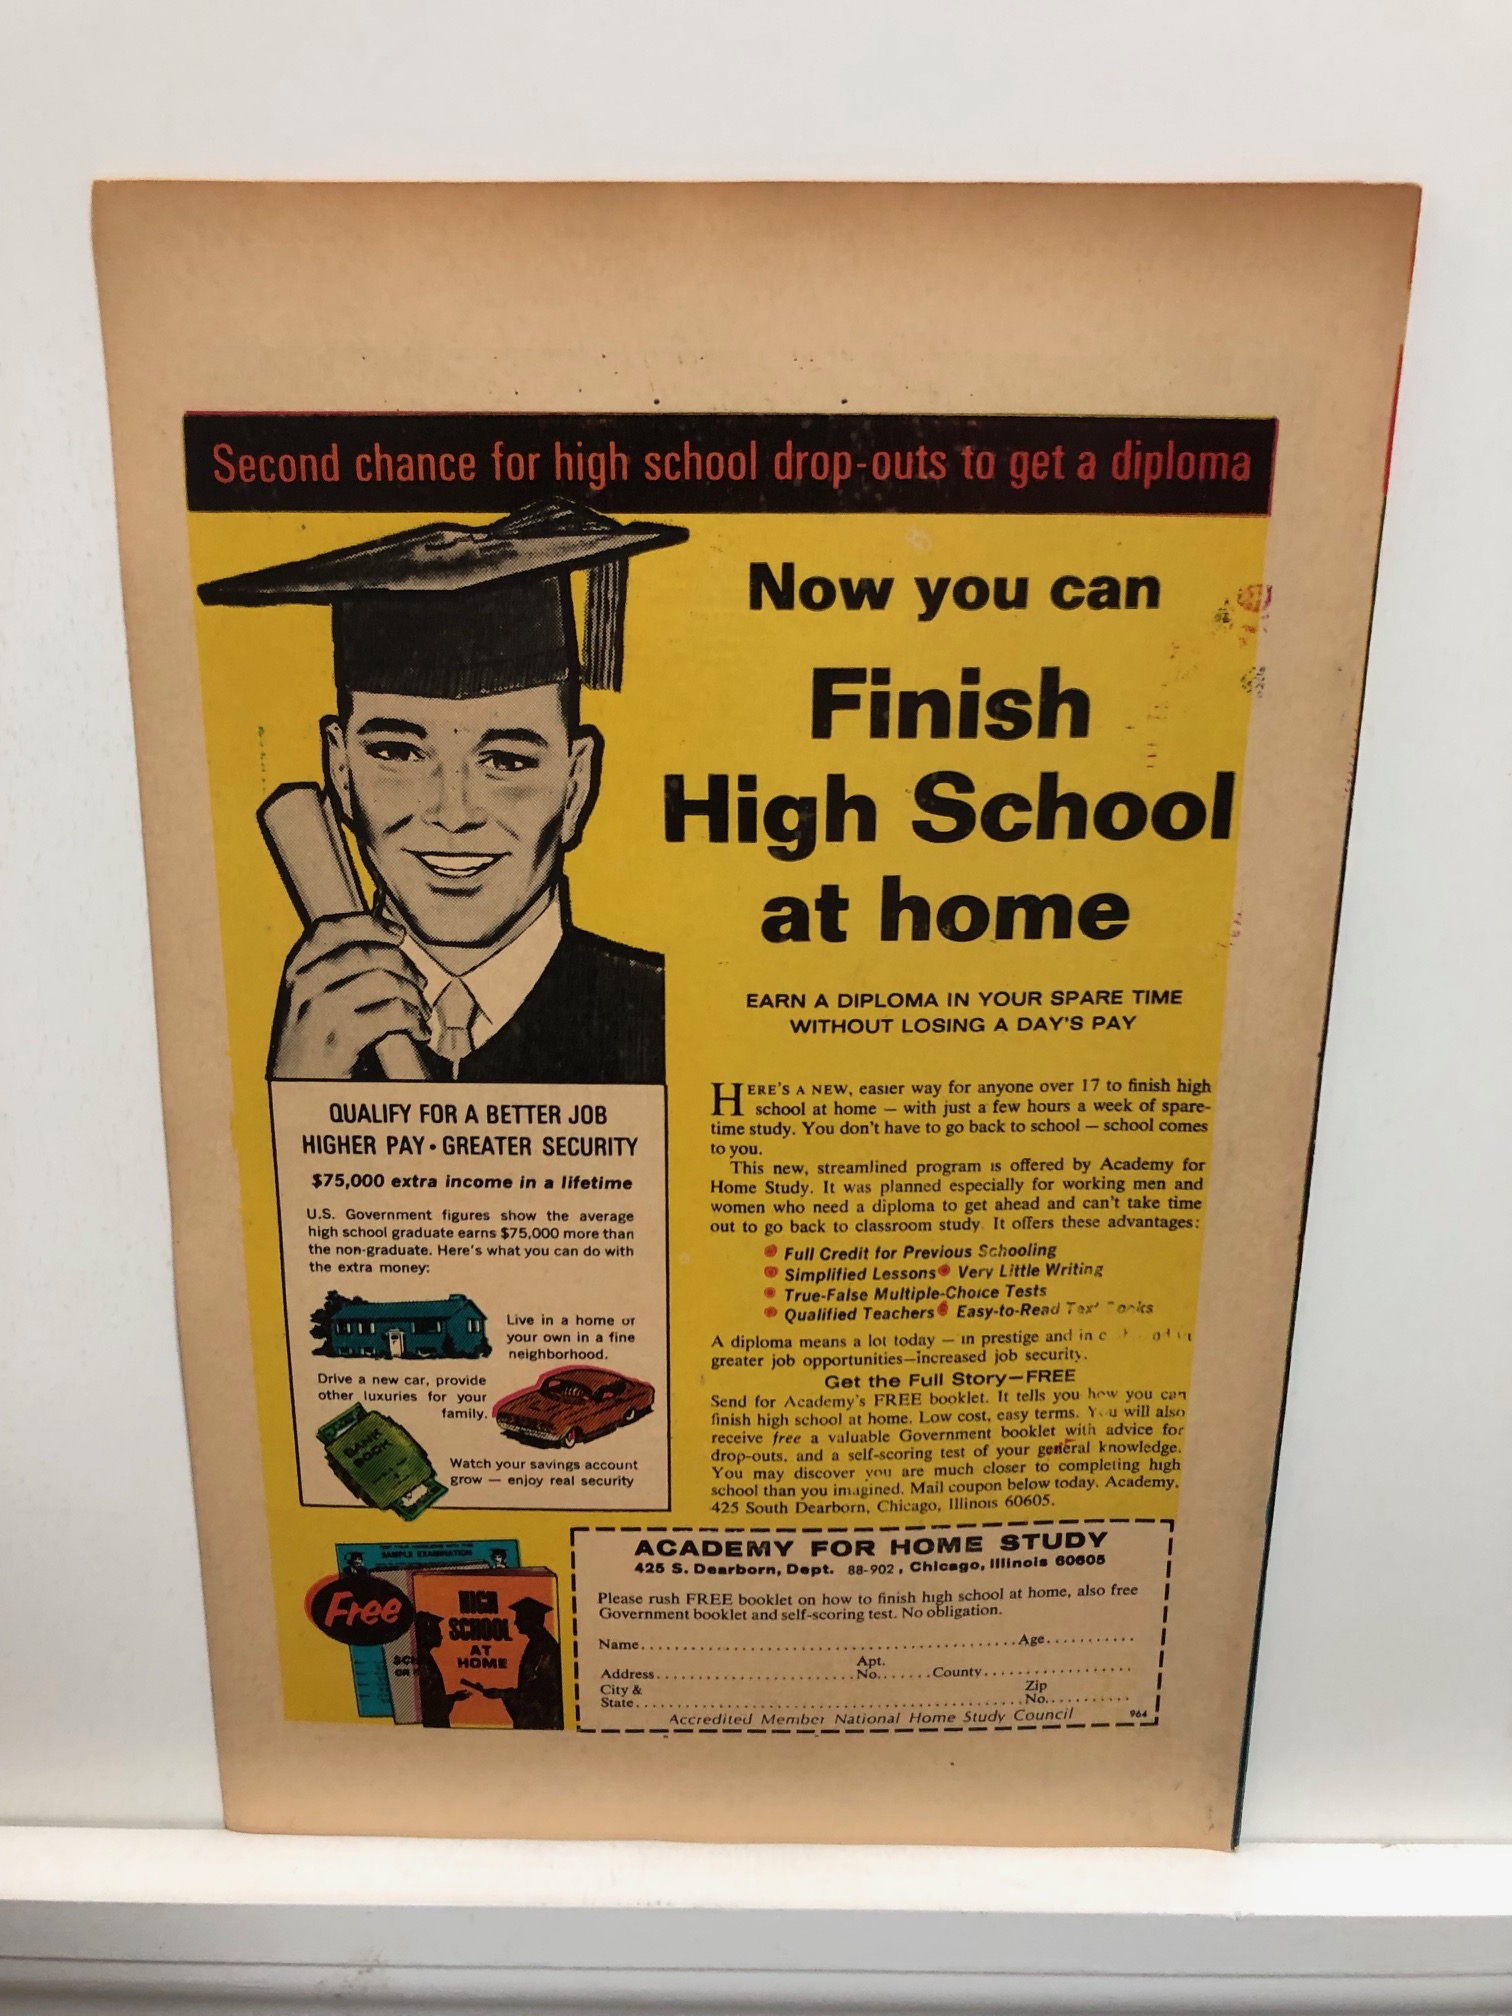 Second chance for high school drop-outs to get a diploma
Now you can
Finish
High School
at home
EARN A DIPLOMA IN YOUR SPARE TIME
WITHOUT LOSING A DAY'S PAY
QUALIFY FOR A BETTER JOB
HIGHER PAY • GREATER SECURITY
$75,000 extra income in a lifetime
U.S. Government figures show the average
high school graduate earns $75,000 more than
the non-graduate. Here's what you can do with
the extra money:
Live in a home or
your own in a fine
neighborhood.
Drive a new car, provide
other luxuries for your
family.
BANK
BOOK
Watch your savings account
grow — enjoy real security
HERE'S A NEW, easier way for anyone over 17 to finish high
school at home — with just a few hours a week of spare-
time study. You don't have to go back to school — school comes
to you.
This new, streamlined program is offered by Academy for
Home Study. It was planned especially for working men and
women who need a diploma to get ahead and can't take time
out to go back to classroom study. It offers these advantages:
• Full Credit for Previous Schooling
• Simplified Lessons • Very Little Writing
• True-False Multiple-Choice Tests
• Qualified Teachers • Easy-to-Read
A diploma means a lot today — in prestige and in
greater job opportunities—increased job security.
Get the Full Story—FREE
Send for Academy's FREE booklet. It tells you how you can
finish high school at home. Low cost, easy terms. You will also
receive free a valuable Government booklet with advice for
drop-outs, and a self-scoring test of your general knowledge.
You may discover you are much closer to completing high
school than you imagined. Mail coupon below today. Academy,
425 South Dearborn, Chicago, Illinois 60605.
SAMPLE EXAMINATION
Free
HIGH
SCHOOL
AT
HOME
ACADEMY FOR HOME STUDY
425 S. Dearborn, Dept. 88-902, Chicago, Illinois 60605
Please rush FREE booklet on how to finish high school at home, also free
Government booklet and self-scoring test. No obligation.
Name.....Age.....
Apt.
Address.....No.....County.....
City & Zip
State.....No.....
Accredited Member National Home Study Council 964